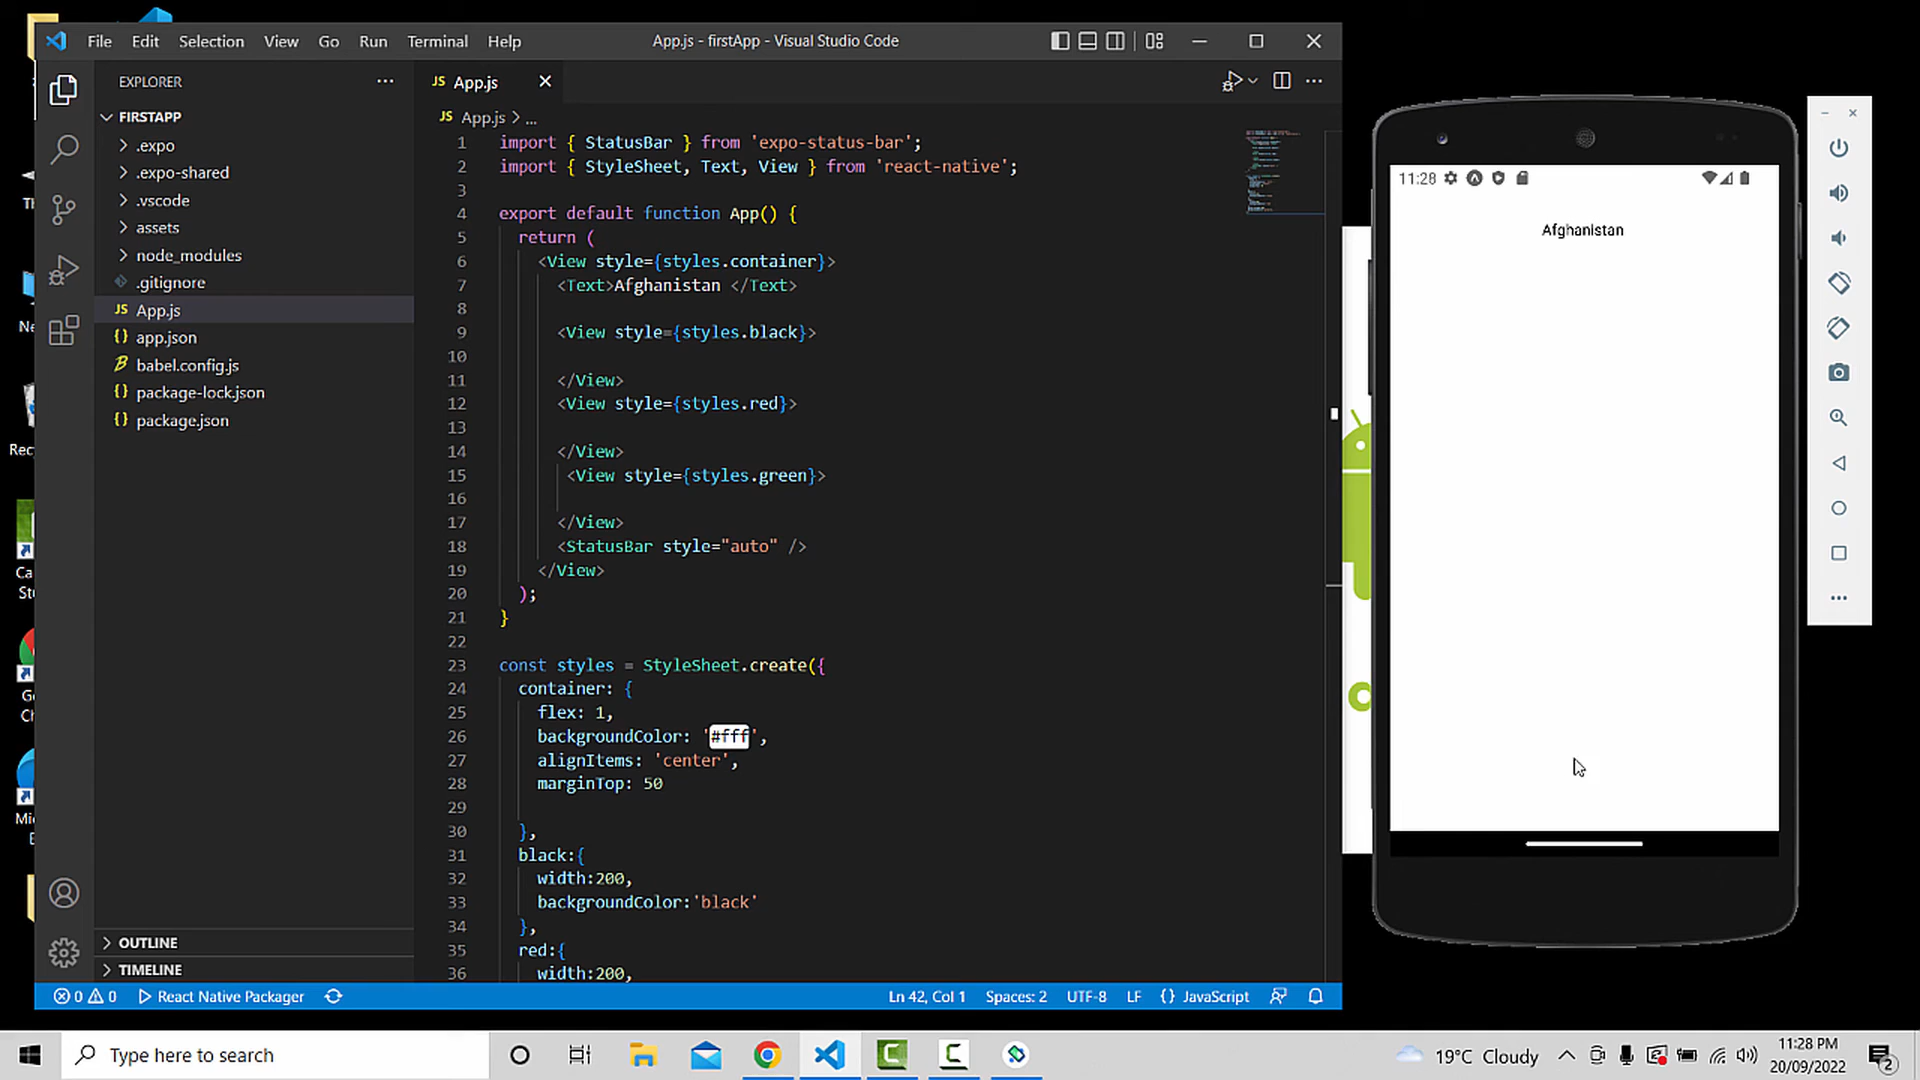 File Edit Selection View Go Run Terminal Help
App.js - firstApp - Visual Studio Code
EXPLORER
FIRSTAPP
.expo
.expo-shared
.vscode
assets
node_modules
.gitignore
JS App.js
{} app.json
babel.config.js
{} package-lock.json
{} package.json
OUTLINE
TIMELINE
JS App.js
JS App.js > ...
1 import { StatusBar } from 'expo-status-bar';
2 import { StyleSheet, Text, View } from 'react-native';
3
4 export default function App() {
5 return (
6 <View style={styles.container}>
7 <Text>Afghanistan </Text>
8
9 <View style={styles.black}>
10
11 </View>
12 <View style={styles.red}>
13
14 </View>
15 <View style={styles.green}>
16
17 </View>
18 <StatusBar style="auto" />
19 </View>
20 );
21 }
22
23 const styles = StyleSheet.create({
24 container: {
25 flex: 1,
26 backgroundColor: '#fff',
27 alignItems: 'center',
28 marginTop: 50
29
30 },
31 black:{
32 width:200,
33 backgroundColor:'black'
34 },
35 red:{
36 width:200,
0 0 React Native Packager
Ln 42, Col 1 Spaces: 2 UTF-8 LF {} JavaScript
11:28
Afghanistan
Type here to search
19°C Cloudy
11:28 PM
20/09/2022
2